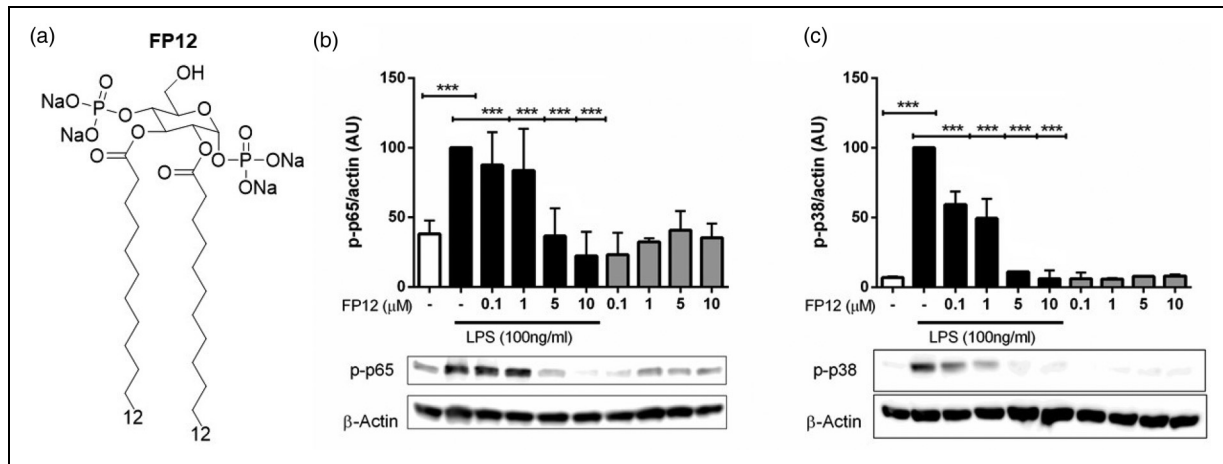 (a)
FP12
OH
O
NaO
P
O
O
NaO
O
O
O
O
O
P
ONa
ONa
O
12
12
(b)
150
100
50
0
p-p65/actin (AU)
***
*** *** *** ***
FP12 (μM) - - 0.1 1 5 10 0.1 1 5 10
LPS (100ng/ml)
p-p65
β-Actin
(c)
150
100
50
0
p-p38/actin (AU)
***
*** *** *** ***
FP12 (μM) - - 0.1 1 5 10 0.1 1 5 10
LPS (100ng/ml)
p-p38
β-Actin